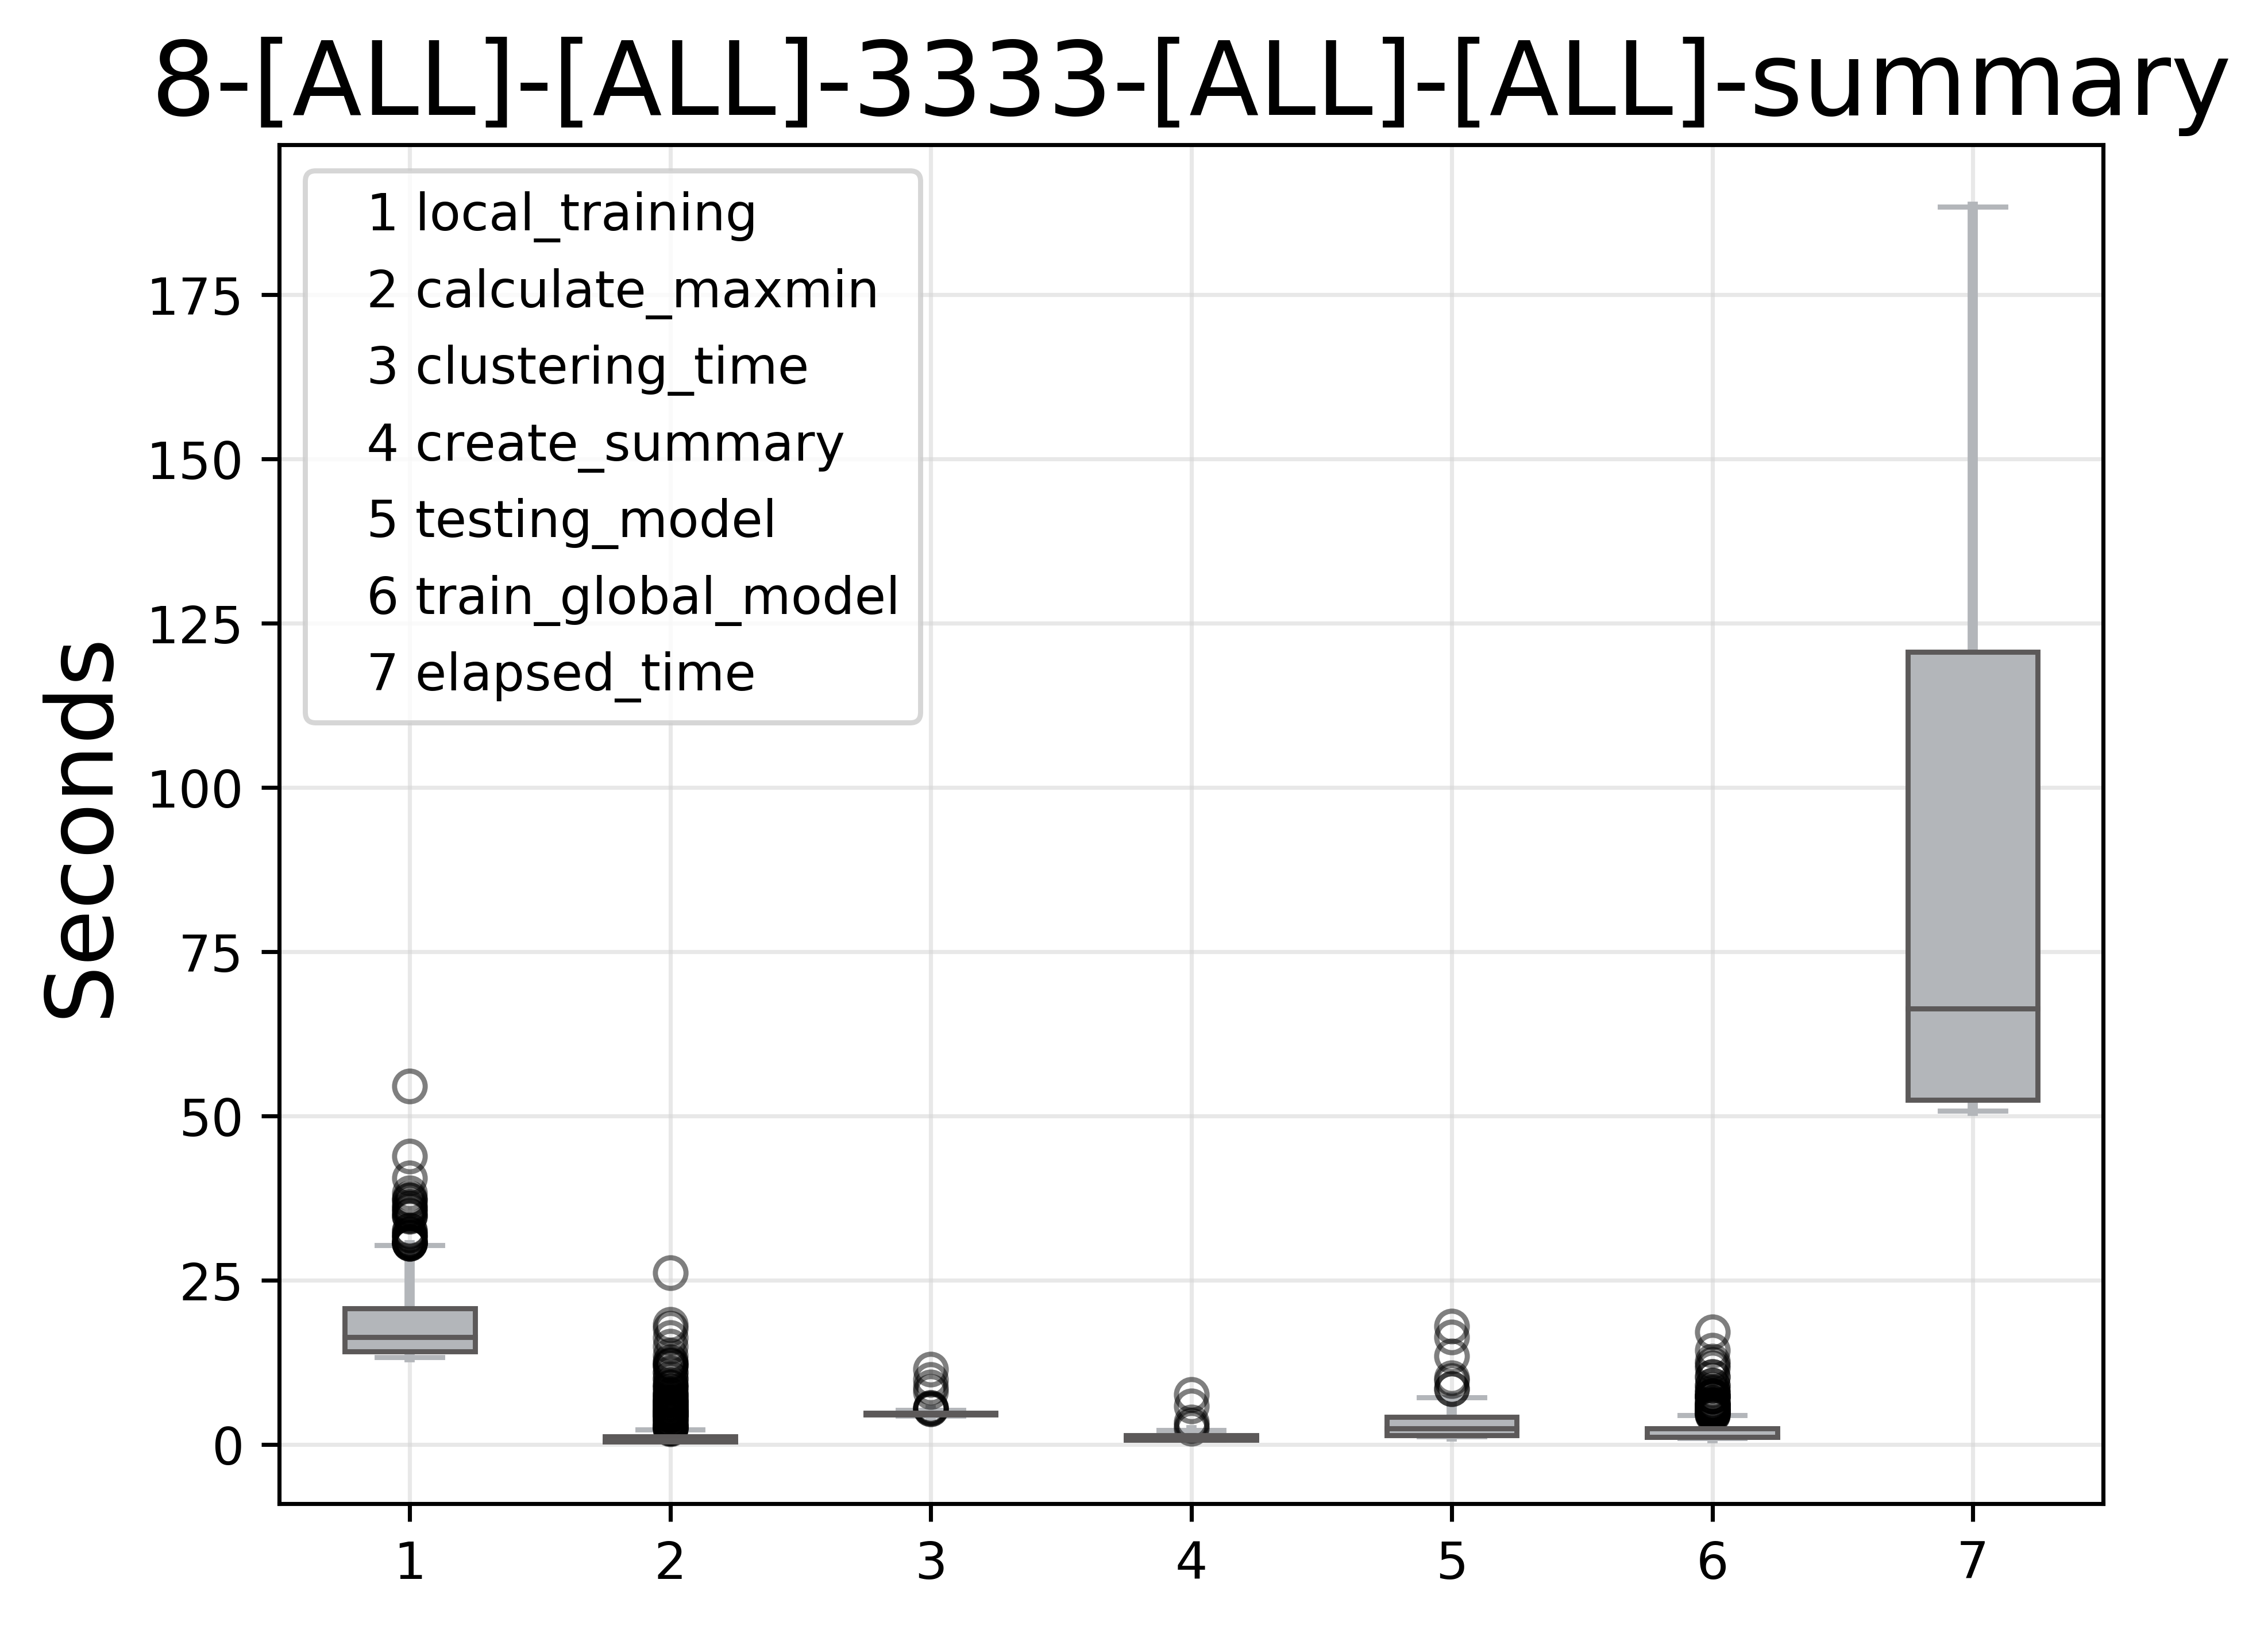 8-[ALL]-[ALL]-3333-[ALL]-[ALL]-summary
1 local_training
2 calculate_maxmin
3 clustering_time
4 create_summary
5 testing_model
6 train_global_model
7 elapsed_time
Seconds
175
150
125
100
75
50
25
0
1 2 3 4 5 6 7